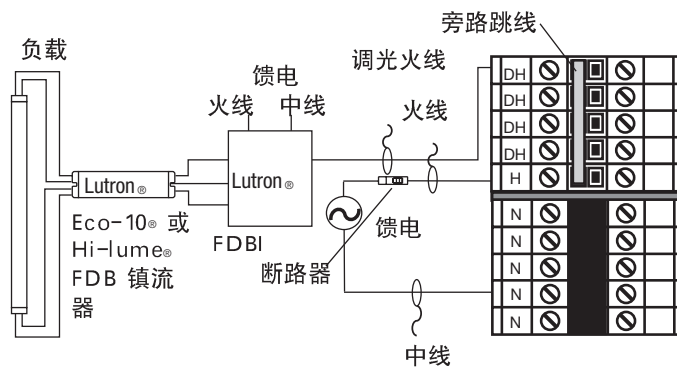 旁路跳线
负载
调光火线
馈电
火线
中线
火线
DH
DH
DH
DH
H
Lutron®
Lutron®
Eco-10® 或
Hi-lume®
FDB 镇流
器
FDBI
馈电
断路器
中线
N
N
N
N
N